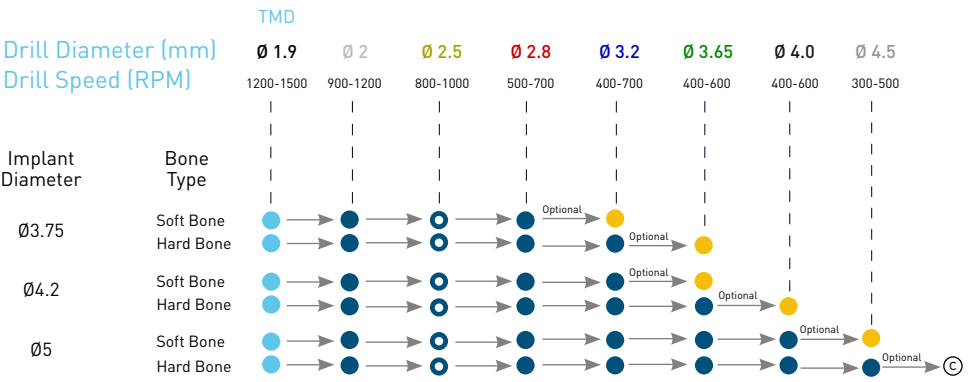 TMD
Drill Diameter (mm) Ø 1.9 Ø 2 Ø 2.5 Ø 2.8 Ø 3.2 Ø 3.65 Ø 4.0 Ø 4.5
Drill Speed (RPM) 1200-1500 900-1200 800-1000 500-700 400-700 400-600 400-600 300-500
Implant Bone
Diameter Type
Soft Bone Optional
Ø3.75
Hard Bone Optional
Soft Bone Optional
Ø4.2
Hard Bone Optional
Soft Bone Optional
Ø5
Hard Bone Optional C